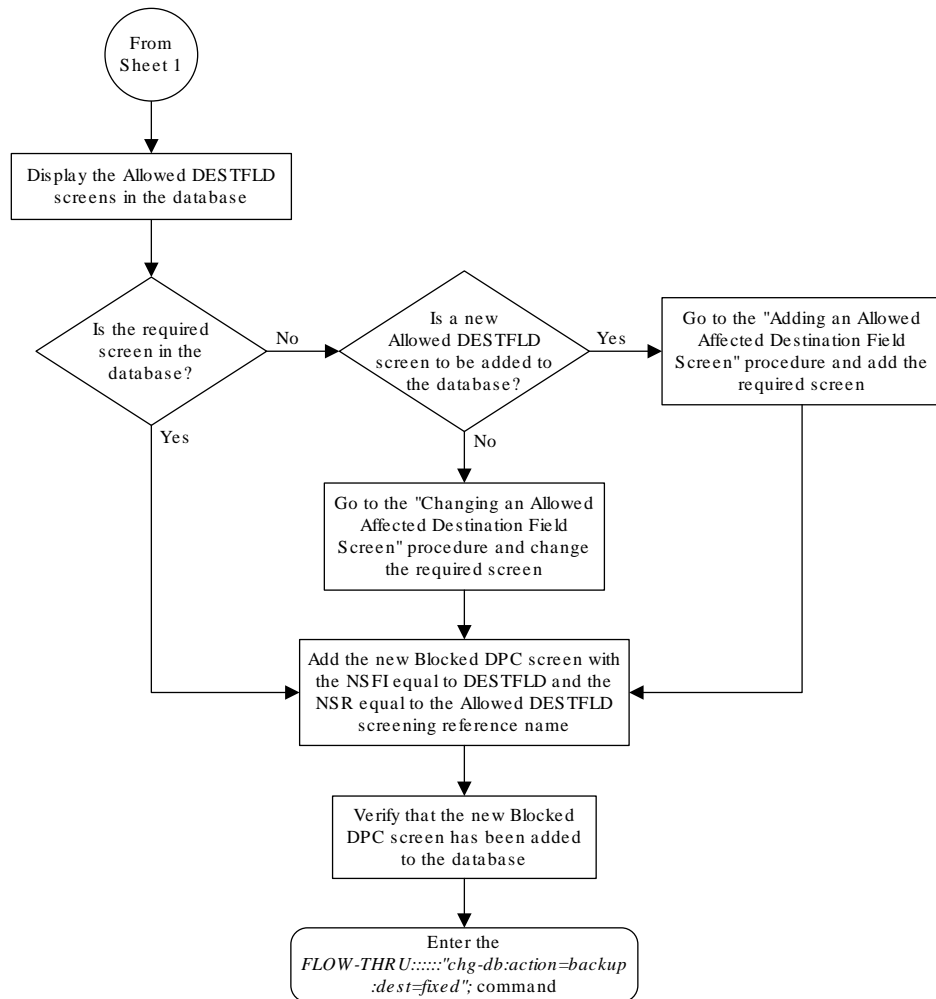 From
Sheet 1
Display the Allowed DESTFLD
screens in the database
Is the required
screen in the
database?
No
Yes
Is a new
Allowed DESTFLD
screen to be added to
the database?
Yes
No
Go to the "Adding an Allowed
Affected Destination Field
Screen" procedure and add the
required screen
Go to the "Changing an Allowed
Affected Destination Field
Screen" procedure and change
the required screen
Add the new Blocked DPC screen with
the NSFI equal to DESTFLD and the
NSR equal to the Allowed DESTFLD
screening reference name
Verify that the new Blocked
DPC screen has been added
to the database
Enter the
FLOW-THRU::::::"chg-db:action=backup
:dest=fixed"; command